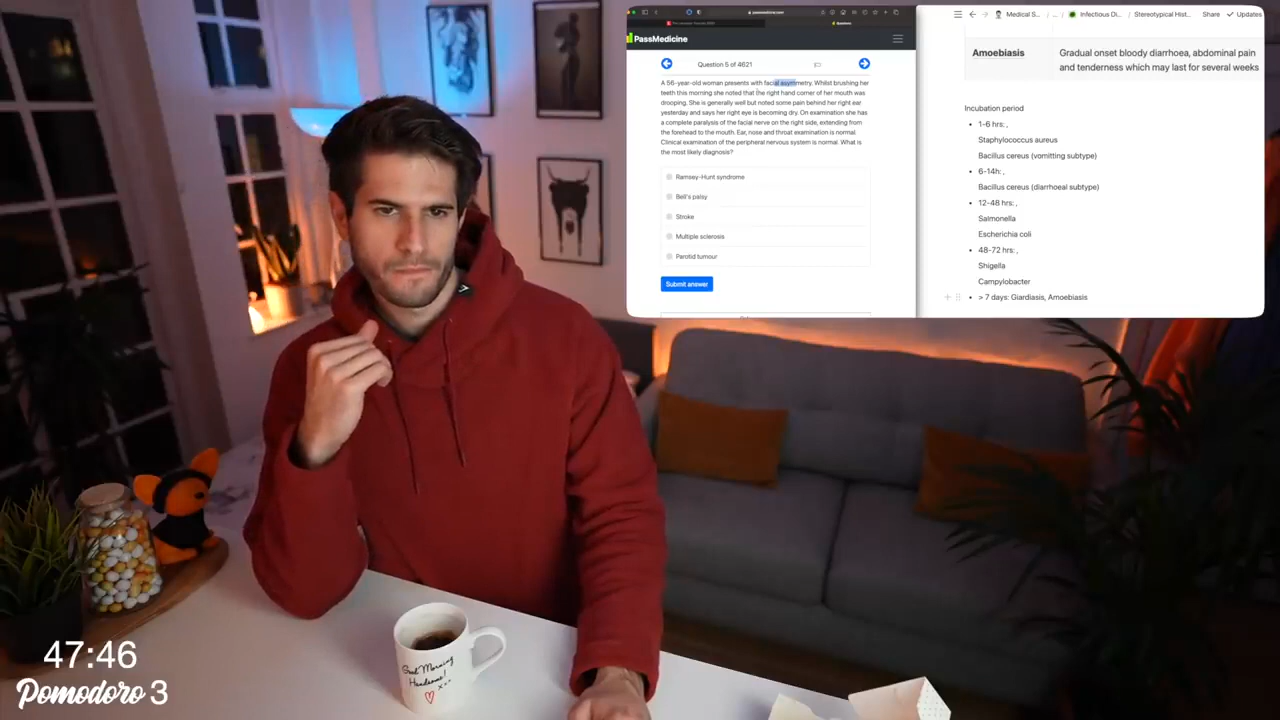 passmedicine.com
Questions
PassMedicine
Question 5 of 4621
A 56-year-old woman presents with facial asymmetry. Whilst brushing her
teeth this morning she noted that the right hand corner of her mouth was
drooping. She is generally well but noted some pain behind her right ear
yesterday and says her right eye is becoming dry. On examination she has
a complete paralysis of the facial nerve on the right side, extending from
the forehead to the mouth. Ear, nose and throat examination is normal.
Clinical examination of the peripheral nervous system is normal. What is
the most likely diagnosis?
Ramsey-Hunt syndrome
Bell's palsy
Stroke
Multiple sclerosis
Parotid tumour
Submit answer
Medical S... / ... / Infectious Di... / Stereotypical Hist... Share Updates
Amoebiasis
Gradual onset bloody diarrhoea, abdominal pain
and tenderness which may last for several weeks
Incubation period
• 1-6 hrs: ,
Staphylococcus aureus
Bacillus cereus (vomitting subtype)
• 6-14h: ,
Bacillus cereus (diarrhoeal subtype)
• 12-48 hrs: ,
Salmonella
Escherichia coli
• 48-72 hrs: ,
Shigella
Campylobacter
• > 7 days: Giardiasis, Amoebiasis
Good Morning
Handsome!
xxx
47:46
Pomodoro 3